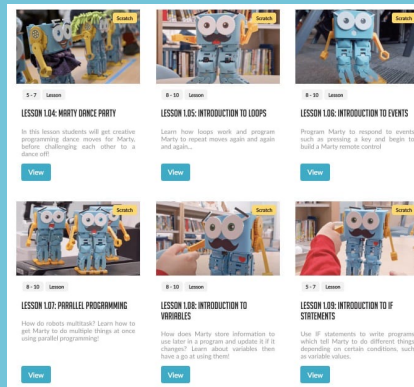 Scratch
5 - 7 Lesson
LESSON 1.04: MARTY DANCE PARTY
In this lesson students will get creative
programming dance moves for Marty,
before challenging each other to a
dance off!
View
Scratch
8 - 10 Lesson
LESSON 1.05: INTRODUCTION TO LOOPS
Learn how loops work and program
Marty to repeat moves again and again
and again...
View
Scratch
8 - 10 Lesson
LESSON 1.06: INTRODUCTION TO EVENTS
Program Marty to respond to events
such as pressing a key and begin to
build a Marty remote control
View
Scratch
8 - 10 Lesson
LESSON 1.07: PARALLEL PROGRAMMING
How do robots multitask? Learn how to
get Marty to do multiple things at once
using parallel programming!
View
Scratch
8 - 10 Lesson
LESSON 1.08: INTRODUCTION TO
VARIABLES
How does Marty store information to
use later in a program and update it if it
changes? Learn about variables then
have a go at using them!
View
Scratch
5 - 7 Lesson
LESSON 1.09: INTRODUCTION TO IF
STATEMENTS
Use IF statements to write programs
which tell Marty to do different things
depending on certain conditions, such
as variable values.
View